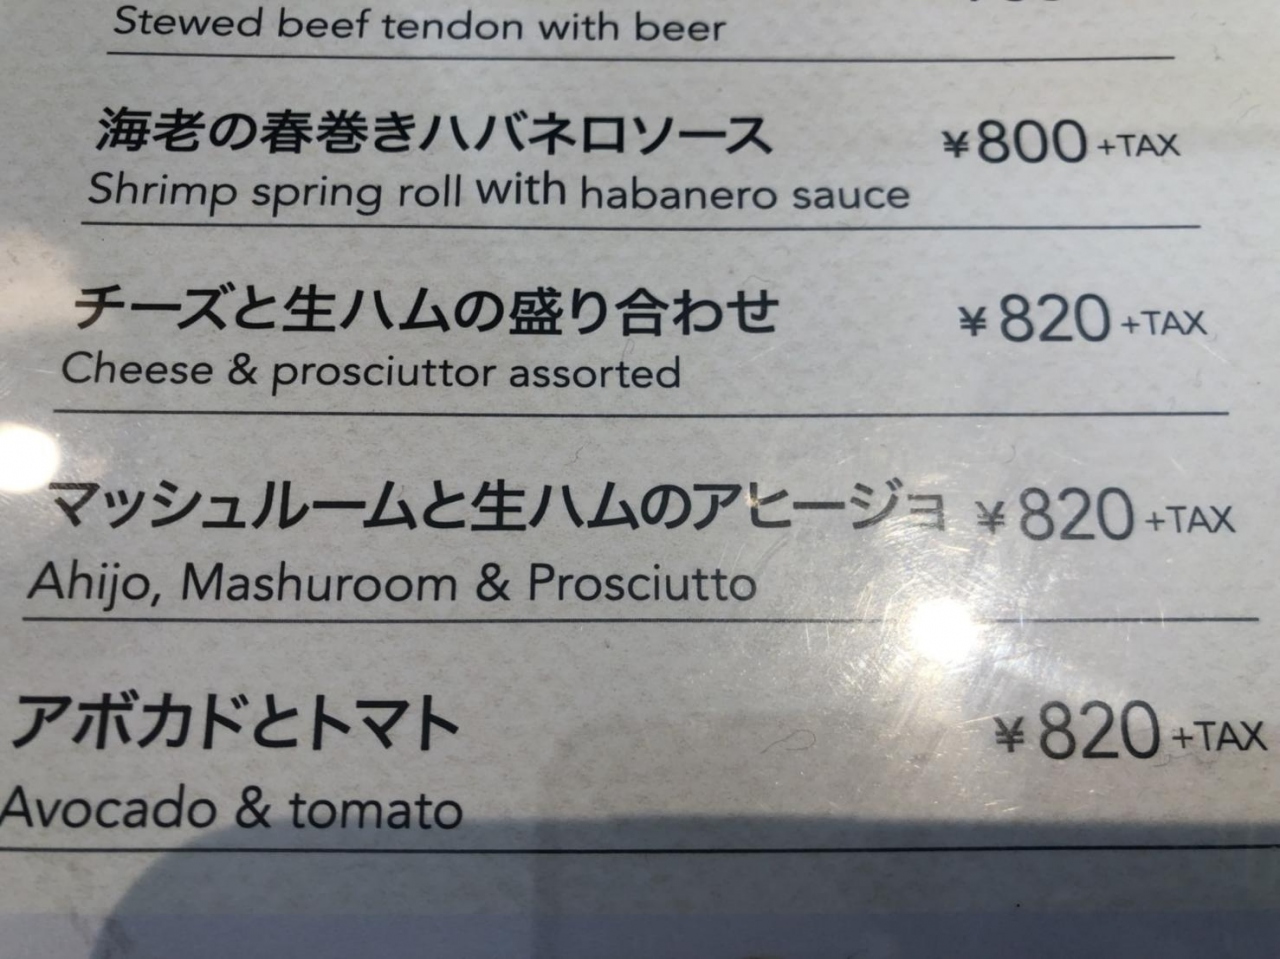 Stewed beef tendon with beer
海老の春巻きハバネロソース ¥800 +TAX
Shrimp spring roll with habanero sauce
チーズと生ハムの盛り合わせ ¥820 +TAX
Cheese & prosciuttor assorted
マッシュルームと生ハムのアヒージョ ¥820 +TAX
Ahijo, Mashuroom & Prosciutto
アボカドとトマト ¥820 +TAX
Avocado & tomato